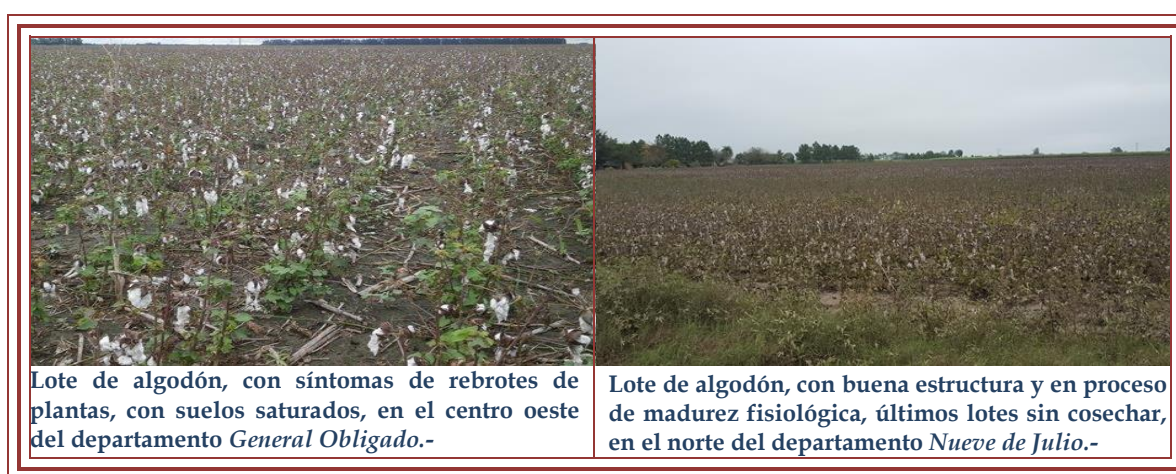 Lote de algodón, con síntomas de rebrotes de
plantas, con suelos saturados, en el centro oeste
del departamento General Obligado.-
Lote de algodón, con buena estructura y en proceso
de madurez fisiológica, últimos lotes sin cosechar,
en el norte del departamento Nueve de Julio.-